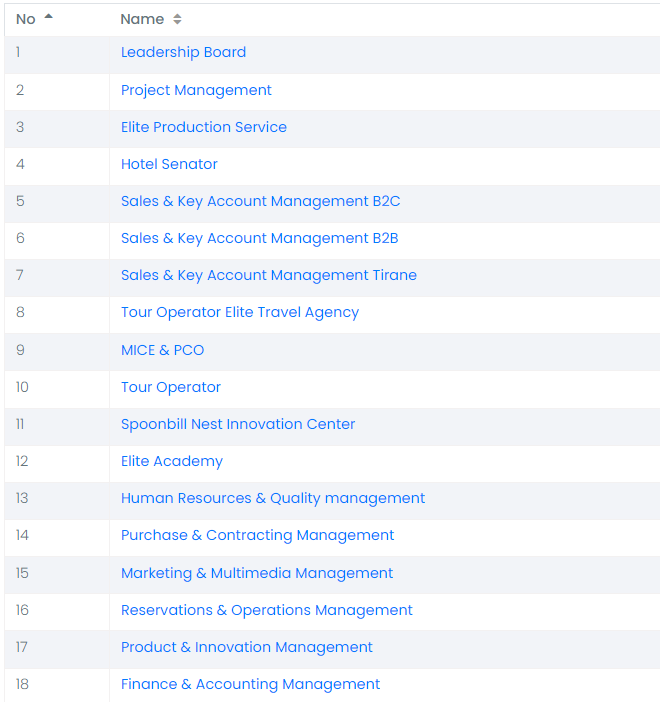 No Name
1 Leadership Board
2 Project Management
3 Elite Production Service
4 Hotel Senator
5 Sales & Key Account Management B2C
6 Sales & Key Account Management B2B
7 Sales & Key Account Management Tirane
8 Tour Operator Elite Travel Agency
9 MICE & PCO
10 Tour Operator
11 Spoonbill Nest Innovation Center
12 Elite Academy
13 Human Resources & Quality management
14 Purchase & Contracting Management
15 Marketing & Multimedia Management
16 Reservations & Operations Management
17 Product & Innovation Management
18 Finance & Accounting Management